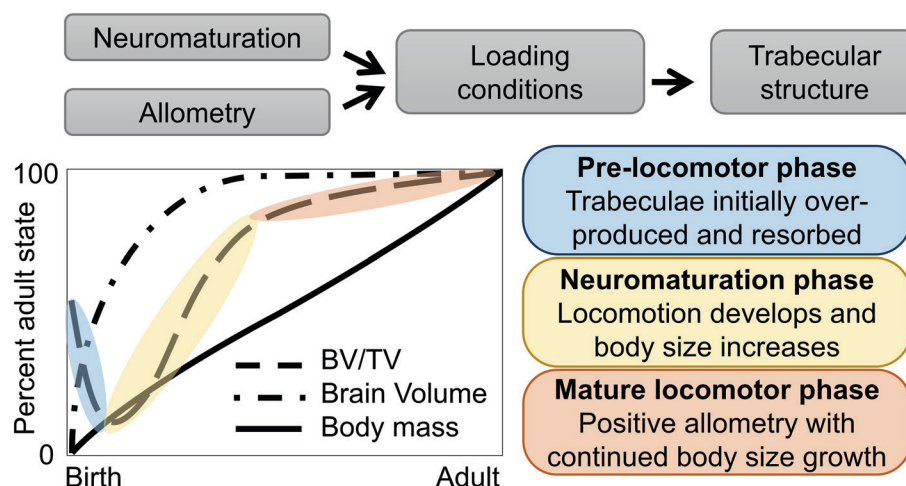 Neuromaturation
Allometry
Loading
conditions
Trabecular
structure
100
Percent adult state
0
Birth
Adult
BV/TV
Brain Volume
Body mass
Pre-locomotor phase
Trabeculae initially over-
produced and resorbed
Neuromaturation phase
Locomotion develops and
body size increases
Mature locomotor phase
Positive allometry with
continued body size growth